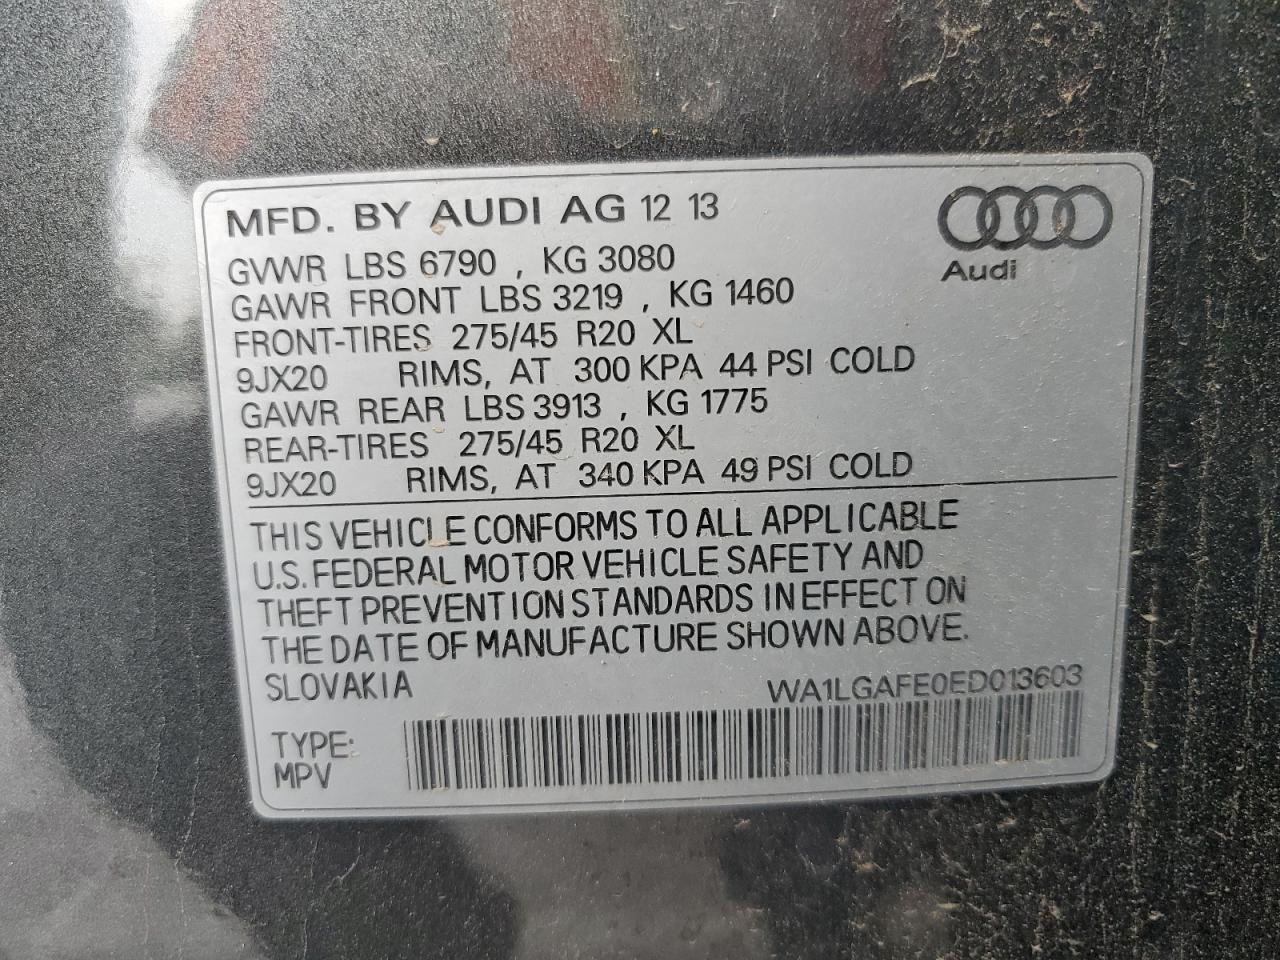 MFD. BY AUDI AG 12 13
Audi
GVWR LBS 6790 , KG 3080
GAWR FRONT LBS 3219 , KG 1460
FRONT-TIRES 275/45 R20 XL
9JX20 RIMS, AT 300 KPA 44 PSI COLD
GAWR REAR LBS 3913 , KG 1775
REAR-TIRES 275/45 R20 XL
9JX20 RIMS, AT 340 KPA 49 PSI COLD
THIS VEHICLE CONFORMS TO ALL APPLICABLE
U.S. FEDERAL MOTOR VEHICLE SAFETY AND
THEFT PREVENTION STANDARDS IN EFFECT ON
THE DATE OF MANUFACTURE SHOWN ABOVE.
SLOVAKIA WA1LGAFE0ED013603
TYPE:
MPV